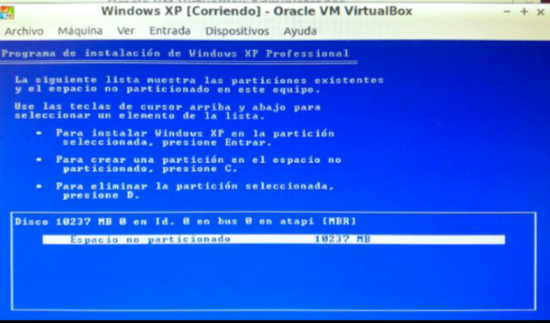 Windows XP [Corriendo] - Oracle VM VirtualBox
Archivo Máquina Ver Entrada Dispositivos Ayuda
Programa de instalación de Windows XP Professional
La siguiente lista muestra las particiones existentes
y el espacio no particionado en este equipo.
Use las teclas de cursor arriba y abajo para
seleccionar un elemento de la lista.
• Para instalar Windows XP en la partición
seleccionada, presione Entrar.
• Para crear una partición en el espacio no
particionado, presione C.
• Para eliminar la partición seleccionada,
presione D.
Disco 10237 MB 0 en Id. 0 en bus 0 en atapi [MBR]
Espacio no particionado 10237 MB